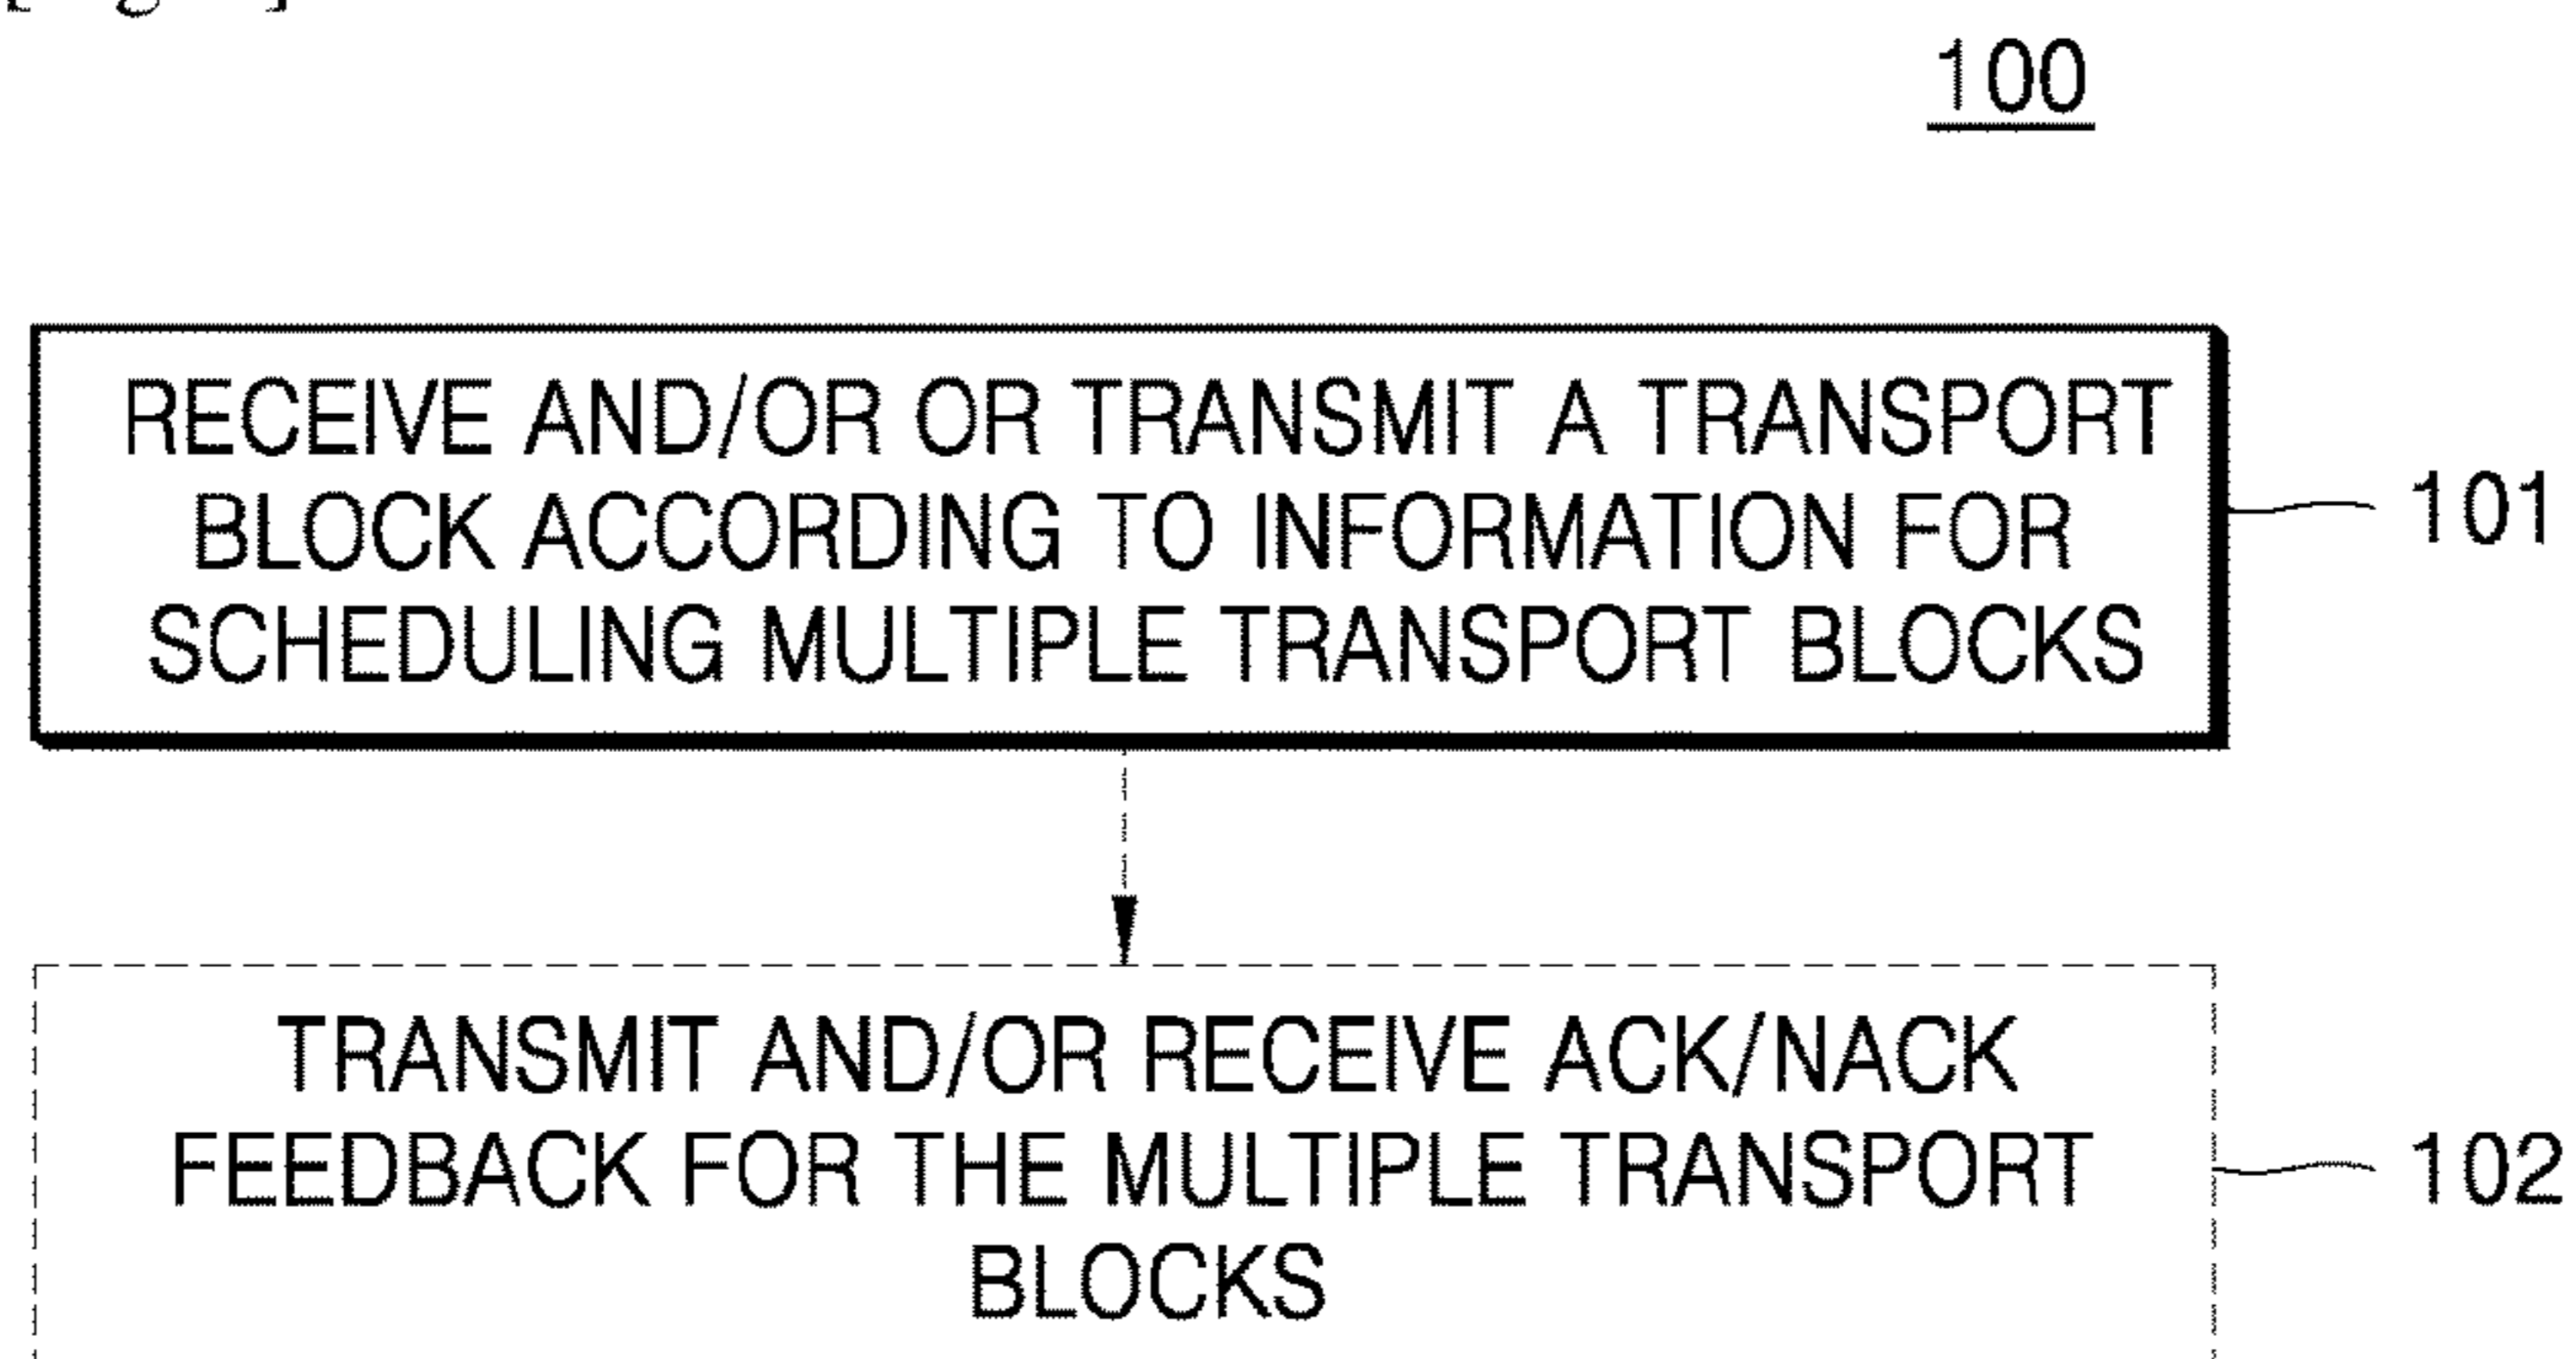 100
RECEIVE AND/OR OR TRANSMIT A TRANSPORT
BLOCK ACCORDING TO INFORMATION FOR
SCHEDULING MULTIPLE TRANSPORT BLOCKS
101
TRANSMIT AND/OR RECEIVE ACK/NACK
FEEDBACK FOR THE MULTIPLE TRANSPORT
BLOCKS
102